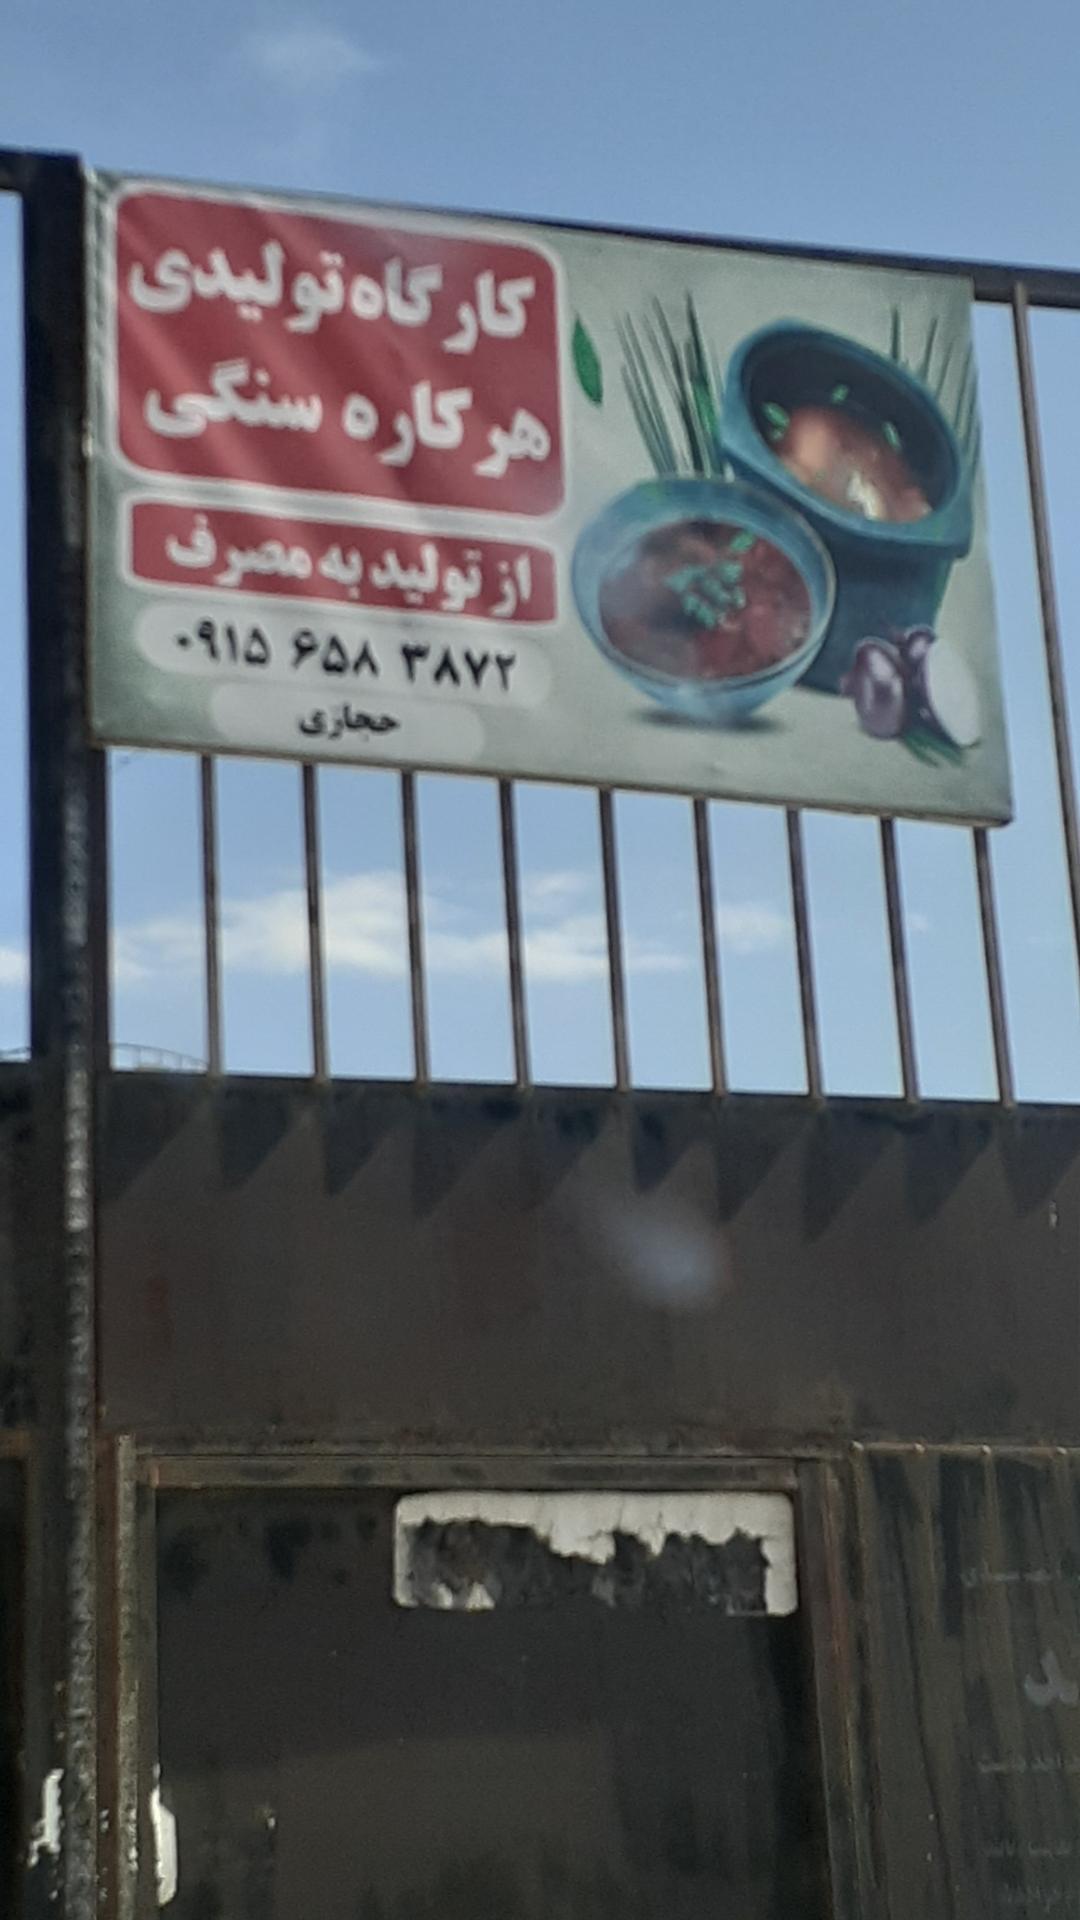 کارگاه تولیدی
هرکاره سنگی
از تولید به مصرف
۰۹۱۵ ۶۵۸ ۳۸۷۲
حجازی